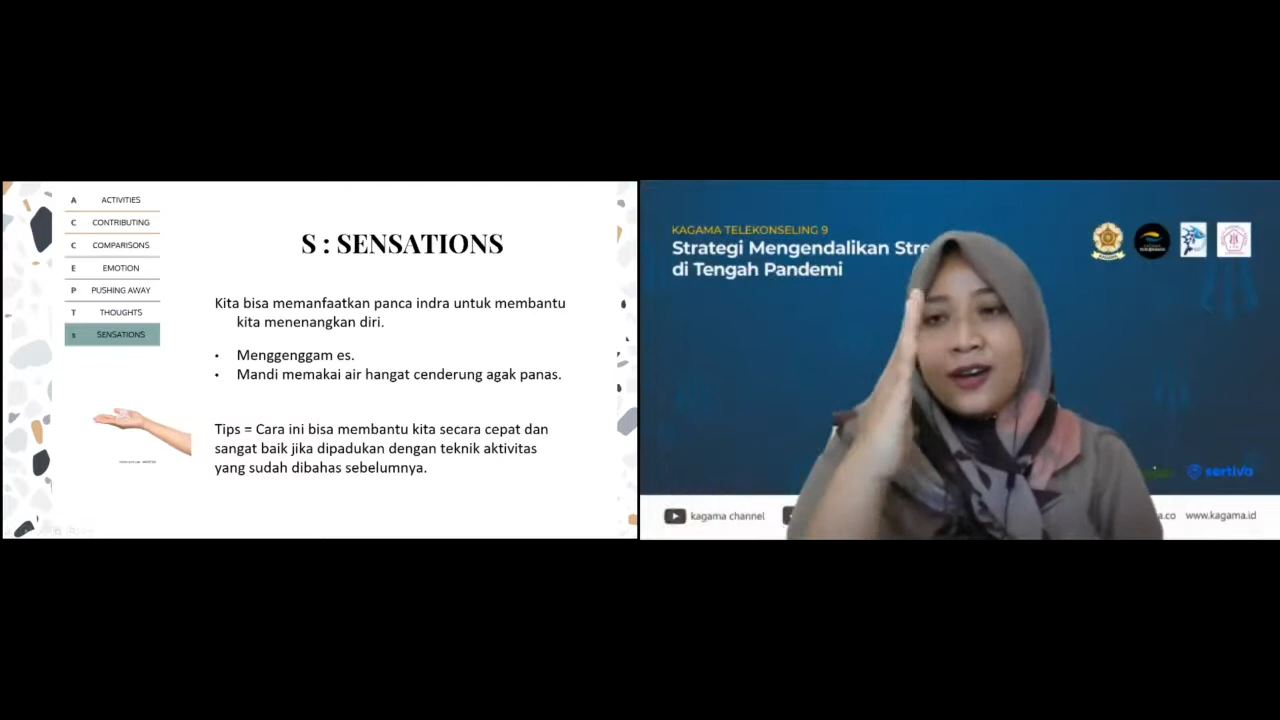 A ACTIVITIES
C CONTRIBUTING
C COMPARISONS
E EMOTION
P PUSHING AWAY
T THOUGHTS
s SENSATIONS
S : SENSATIONS
Kita bisa memanfaatkan panca indra untuk membantu
kita menenangkan diri.
• Menggenggam es.
• Mandi memakai air hangat cenderung agak panas.
Tips = Cara ini bisa membantu kita secara cepat dan
sangat baik jika dipadukan dengan teknik aktivitas
yang sudah dibahas sebelumnya.
KAGAMA TELEKONSELING 9
Strategi Mengendalikan Stre
di Tengah Pandemi
sertiva
kagama channel
a.co www.kagama.id